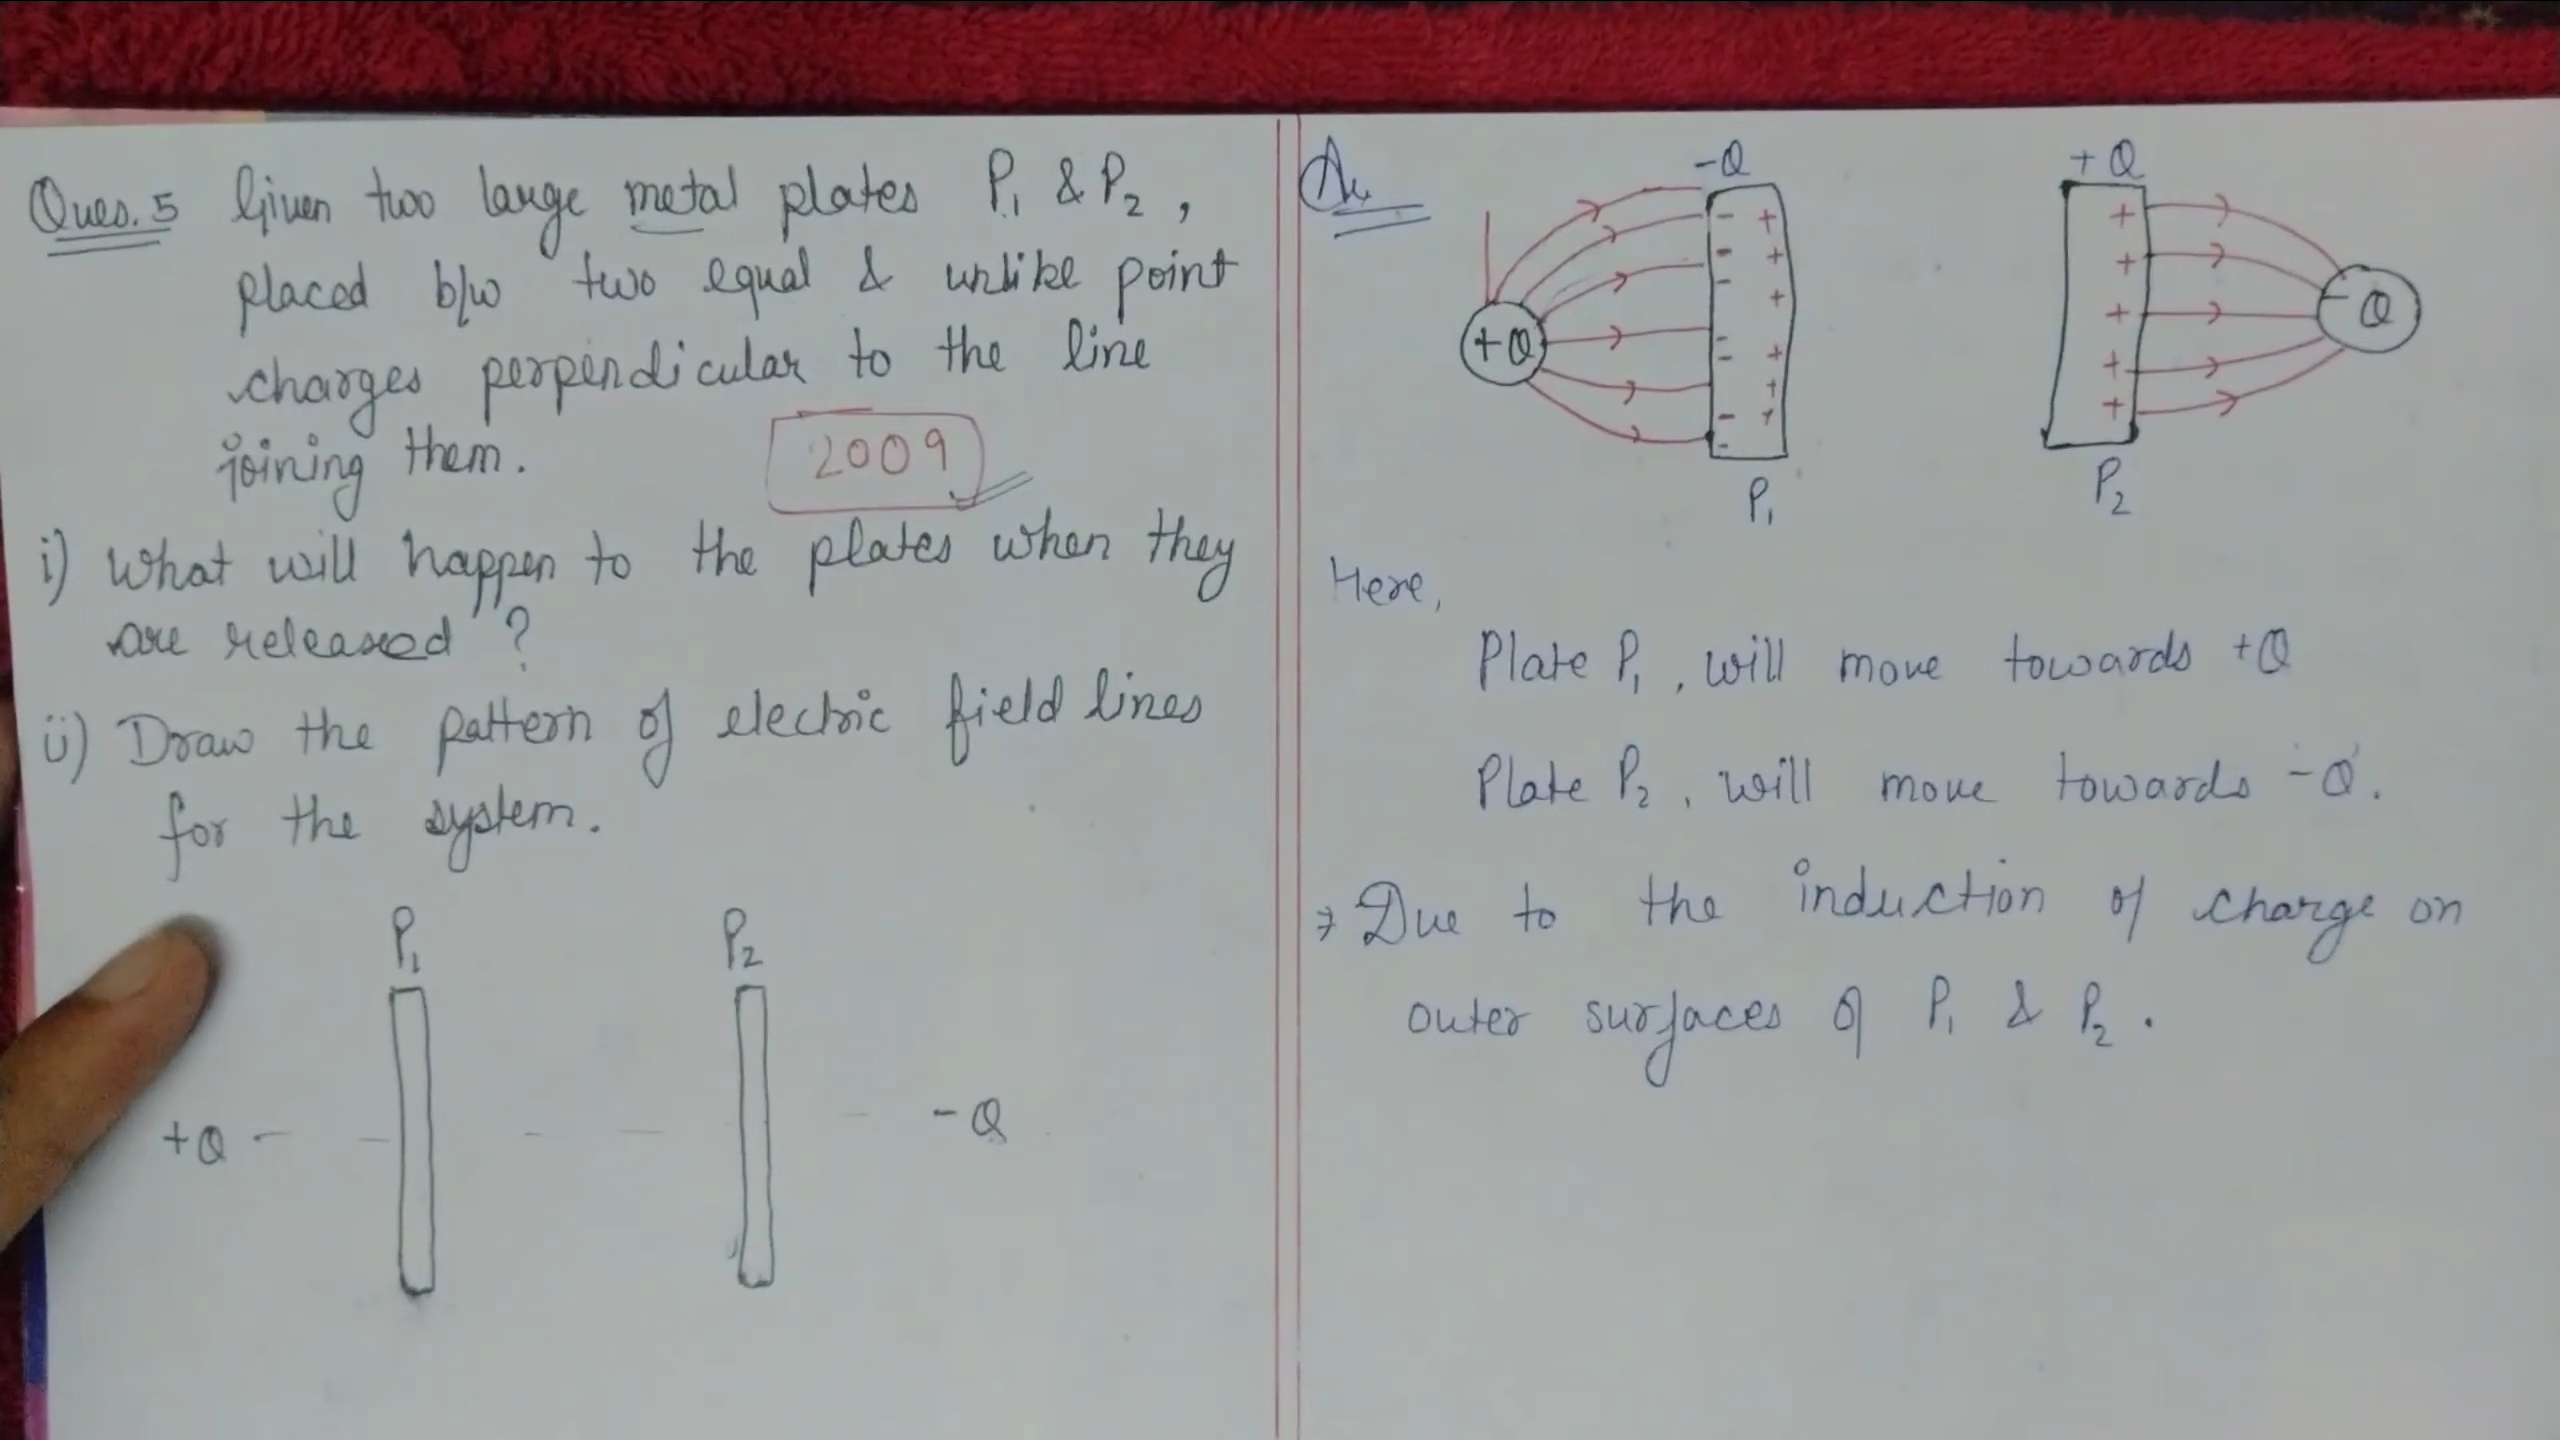 Ques. 5 Given two large metal plates P₁ & P₂,
placed b/w two equal & unlike point
charges perpendicular to the line
joining them.
2009
i) What will happen to the plates when they
are released ?
ii) Draw the pattern of electric field lines
for the system.
P₁ P₂
+Q - - - - - - Q
-Q +Q
- +
- +
- +
- +
- +
- +
-
+
+
+
+
+
+Q
- Q
P₁
P₂
Here,
Plate P₁, will move towards +Q
Plate P₂, will move towards -Q.
→ Due to the induction of charge on
outer surfaces of P₁ & P₂.